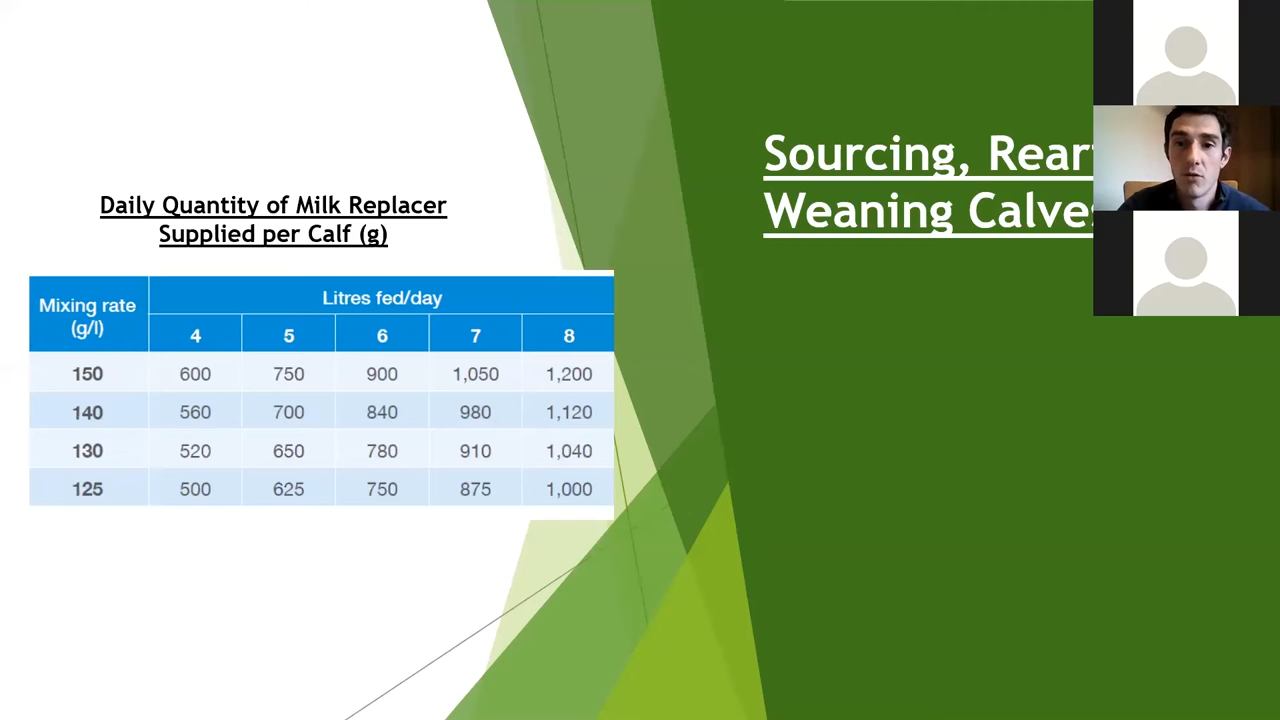 Sourcing, Rear
Weaning Calve
Daily Quantity of Milk Replacer
Supplied per Calf (g)
Mixing rate
(g/l)
Litres fed/day
4 5 6 7 8
150 600 750 900 1,050 1,200
140 560 700 840 980 1,120
130 520 650 780 910 1,040
125 500 625 750 875 1,000